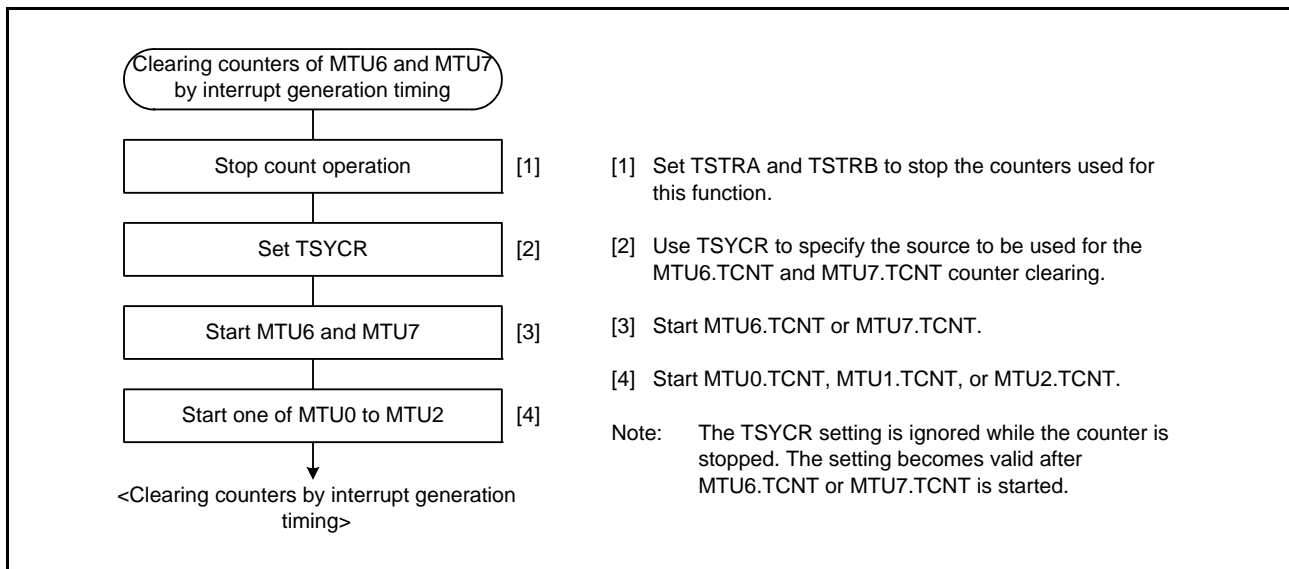 Clearing counters of MTU6 and MTU7
by interrupt generation timing
Stop count operation
[1]
Set TSYCR
[2]
Start MTU6 and MTU7
[3]
Start one of MTU0 to MTU2
[4]
<Clearing counters by interrupt generation
timing>
[1] Set TSTRA and TSTRB to stop the counters used for
this function.
[2] Use TSYCR to specify the source to be used for the
MTU6.TCNT and MTU7.TCNT counter clearing.
[3] Start MTU6.TCNT or MTU7.TCNT.
[4] Start MTU0.TCNT, MTU1.TCNT, or MTU2.TCNT.
Note: The TSYCR setting is ignored while the counter is
stopped. The setting becomes valid after
MTU6.TCNT or MTU7.TCNT is started.